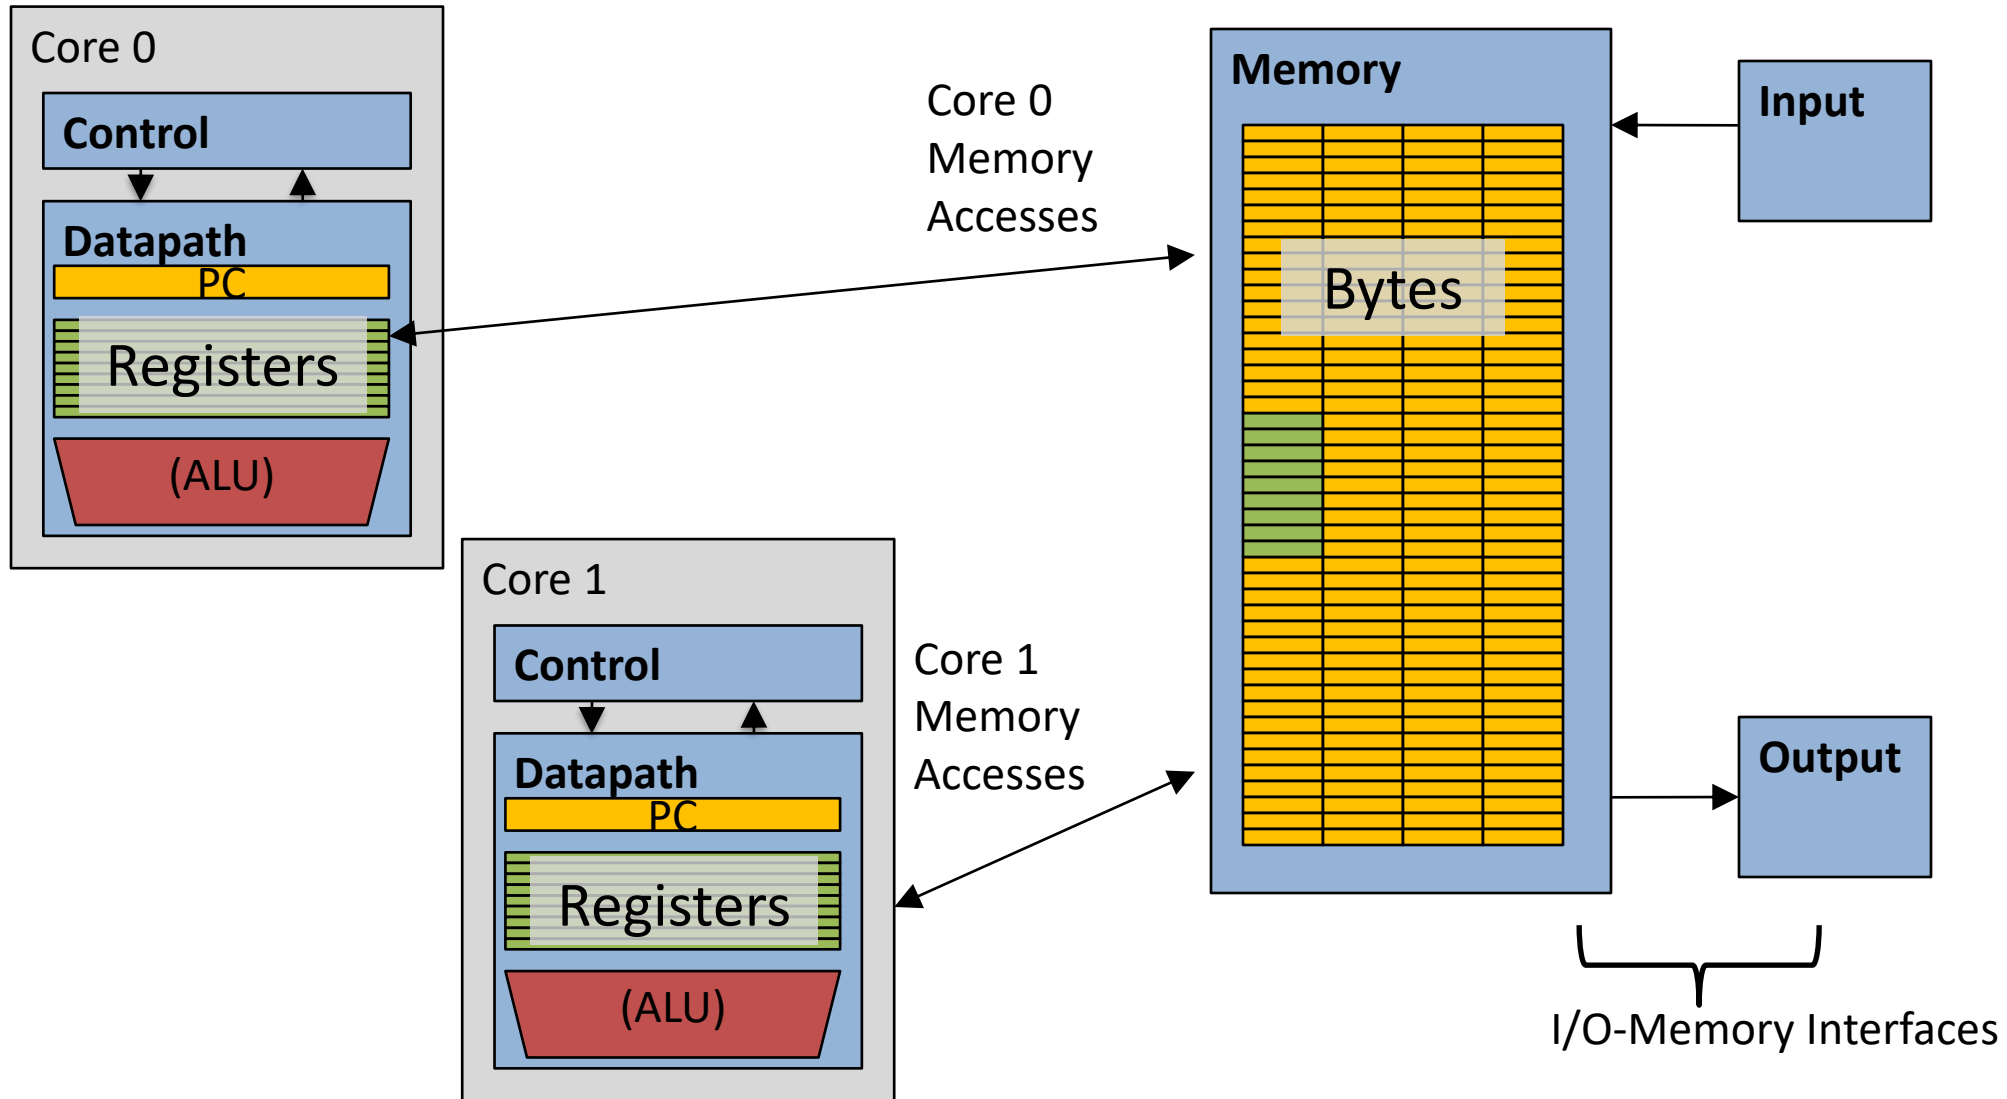 Core 0
Control
Datapath
PC
Registers
(ALU)
Core 0
Memory
Accesses
Core 1
Control
Datapath
PC
Registers
(ALU)
Core 1
Memory
Accesses
Memory
Bytes
Input
Output
I/O-Memory Interfaces